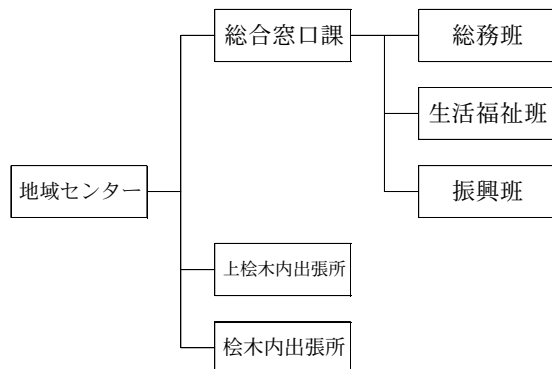 総合窓口課
総務班
生活福祉班
地域センター
振興班
上桧木内出張所
桧木内出張所